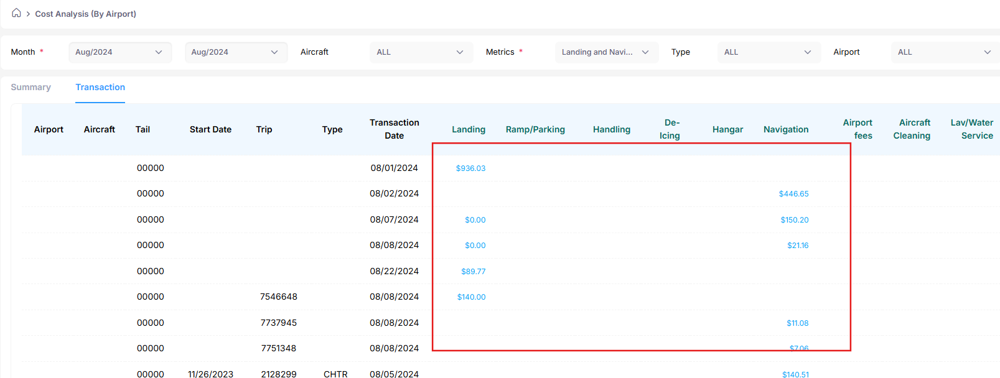 Cost Analysis (By Airport)
Month * Aug/2024 Aug/2024 Aircraft ALL Metrics * Landing and Navi... Type ALL Airport ALL
Summary Transaction
Airport Aircraft Tail Start Date Trip Type Transaction Date Landing Ramp/Parking Handling De-Icing Hangar Navigation Airport fees Aircraft Cleaning Lav/Water Service
00000 08/01/2024 $936.03
00000 08/02/2024 $446.65
00000 08/07/2024 $0.00 $150.20
00000 08/08/2024 $0.00 $21.16
00000 08/22/2024 $89.77
00000 7546648 08/08/2024 $140.00
00000 7737945 08/08/2024 $11.08
00000 7751348 08/08/2024 $7.06
00000 11/26/2023 2128299 CHTR 08/05/2024 $140.51